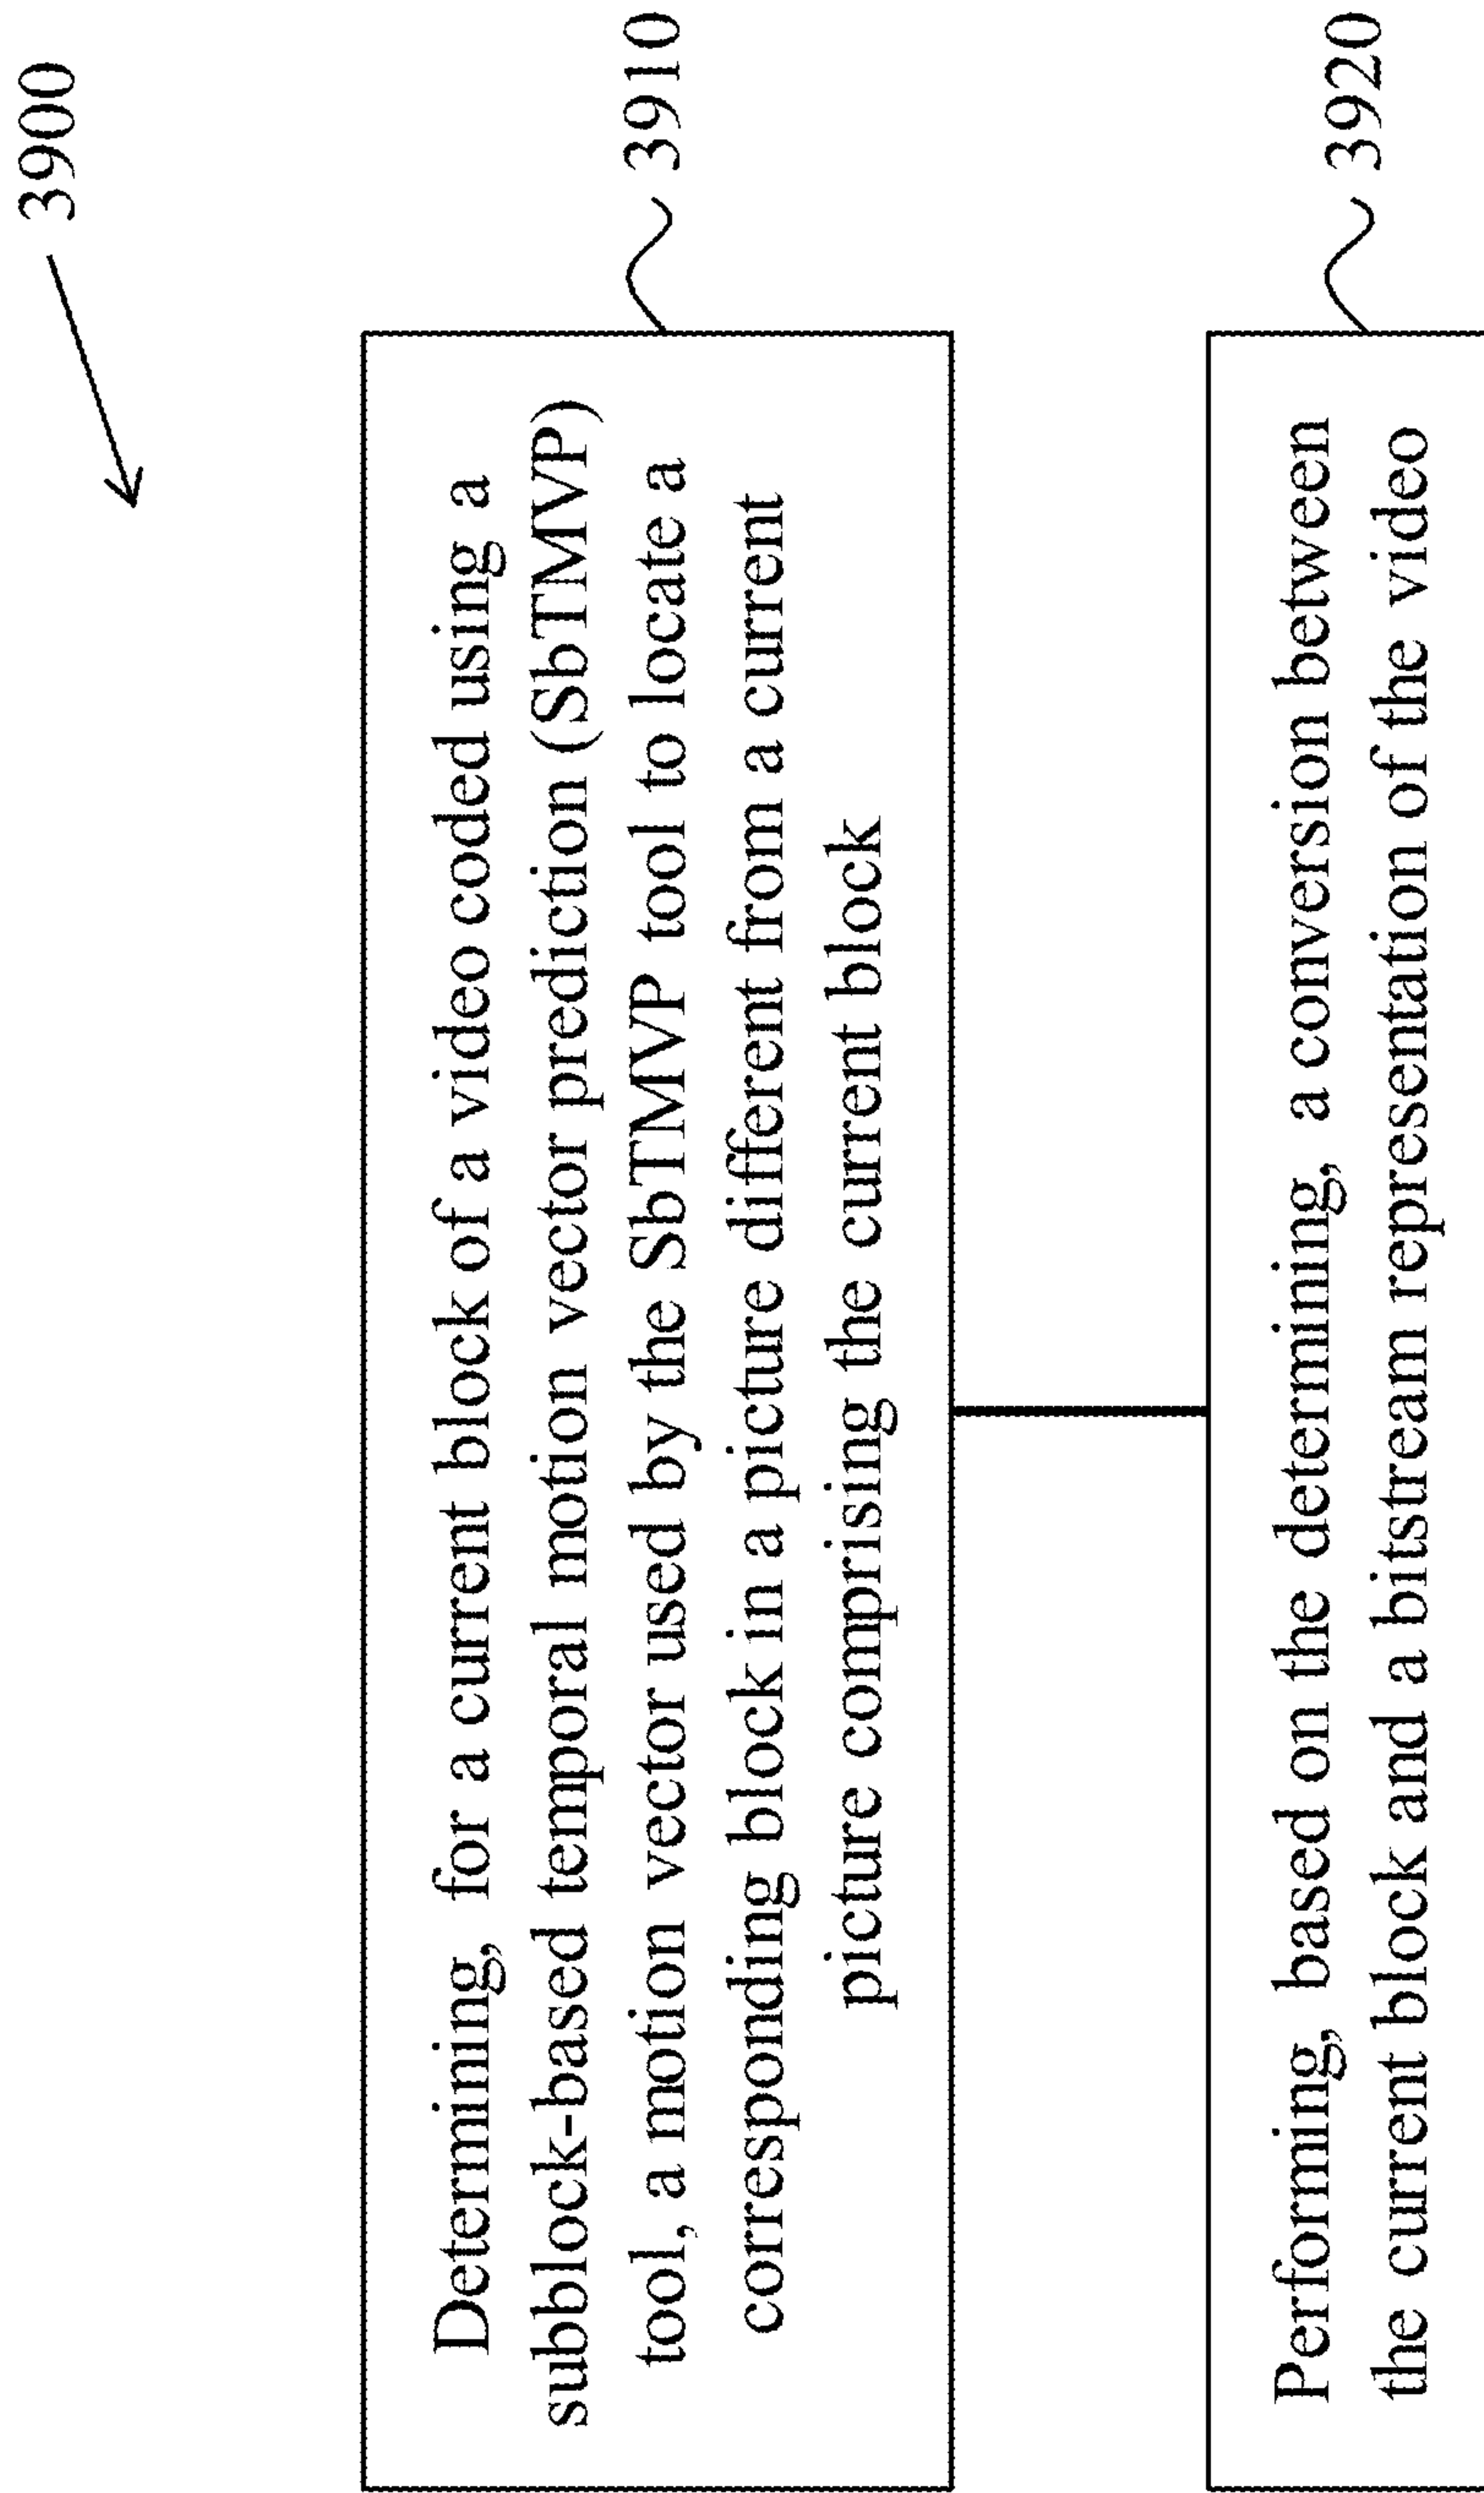 3900
Determining, for a current block of a video coded using a
subblock-based temporal motion vector prediction (SbTMVP)
tool, a motion vector used by the SbTMVP tool to locate a
corresponding block in a picture different from a current
picture comprising the current block
3910
Performing, based on the determining, a conversion between
the current block and a bitstream representation of the video
3920